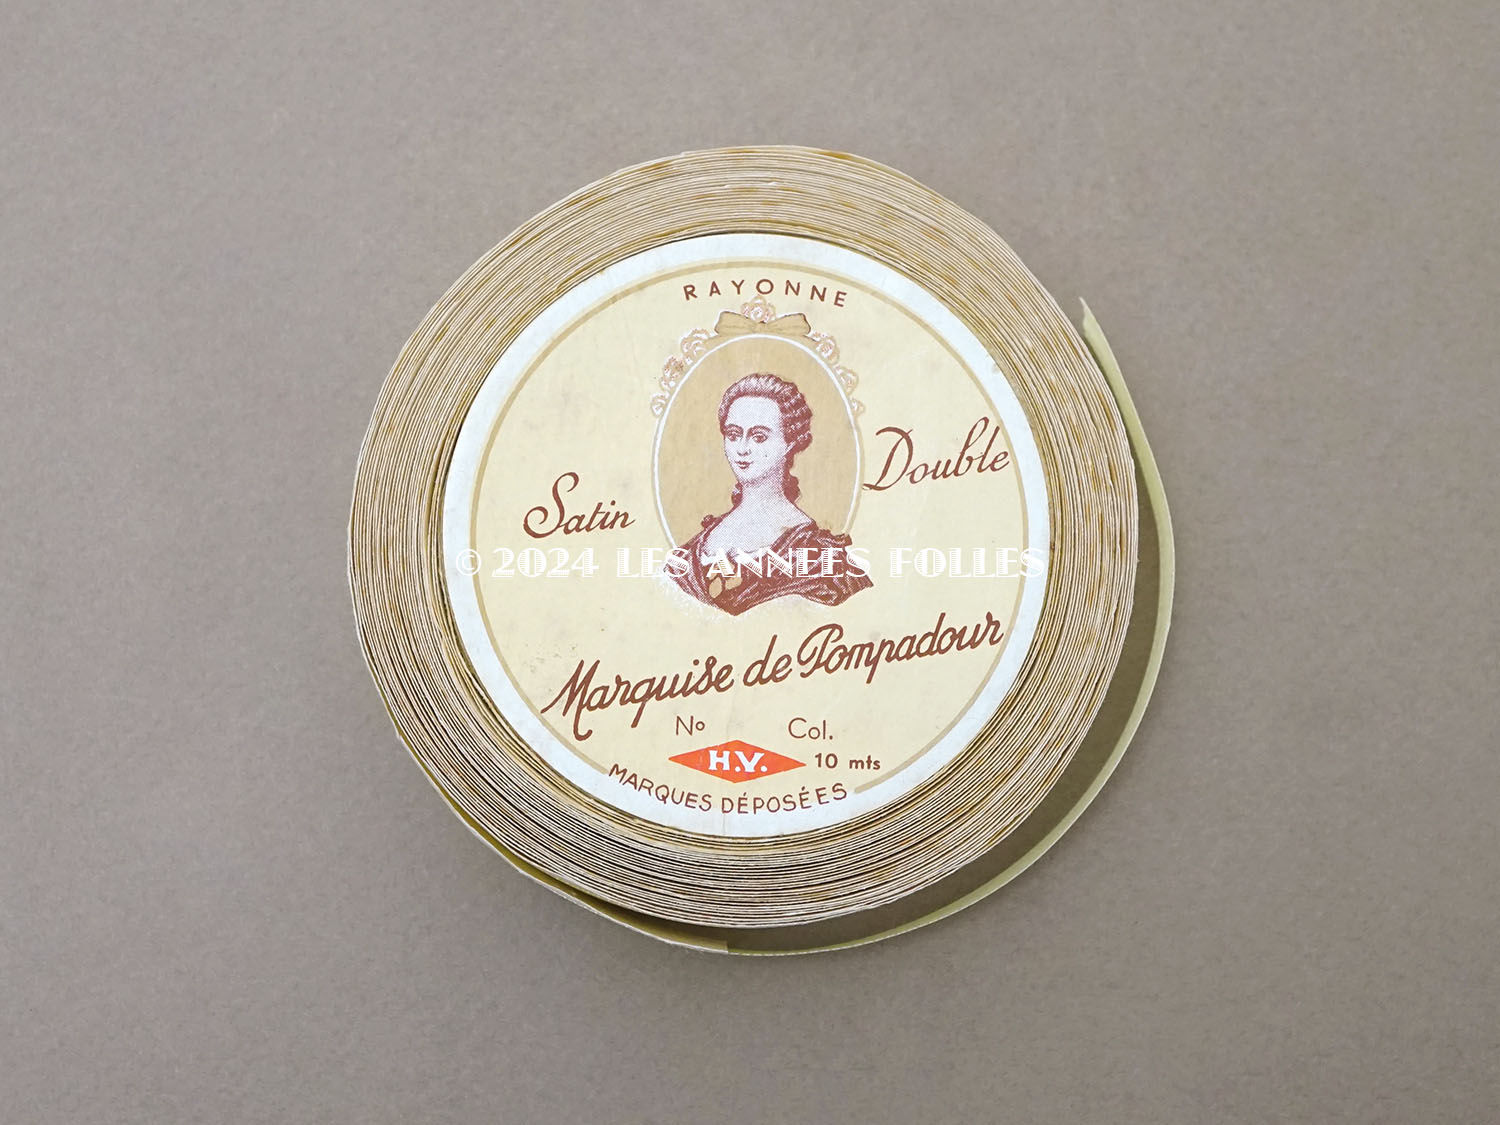 RAYONNE
Satin Double
© 2024 LES ANNEES FOLLES
Marquise de Pompadour
No Col.
H.V. 10 mts
MARQUES DÉPOSÉES